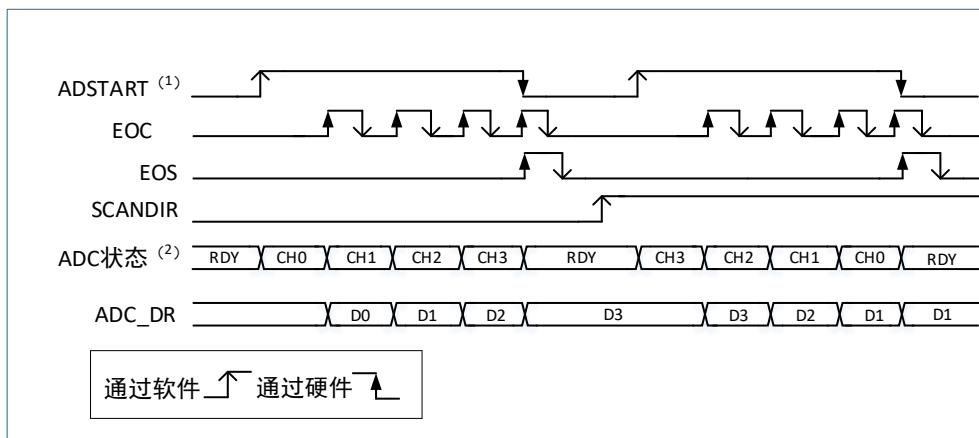 ADSTART (1)
EOC
EOS
SCANDIR
ADC状态 (2) RDY CH0 CH1 CH2 CH3 RDY CH3 CH2 CH1 CH0 RDY
ADC_DR D0 D1 D2 D3 D3 D2 D1 D1
通过软件 通过硬件